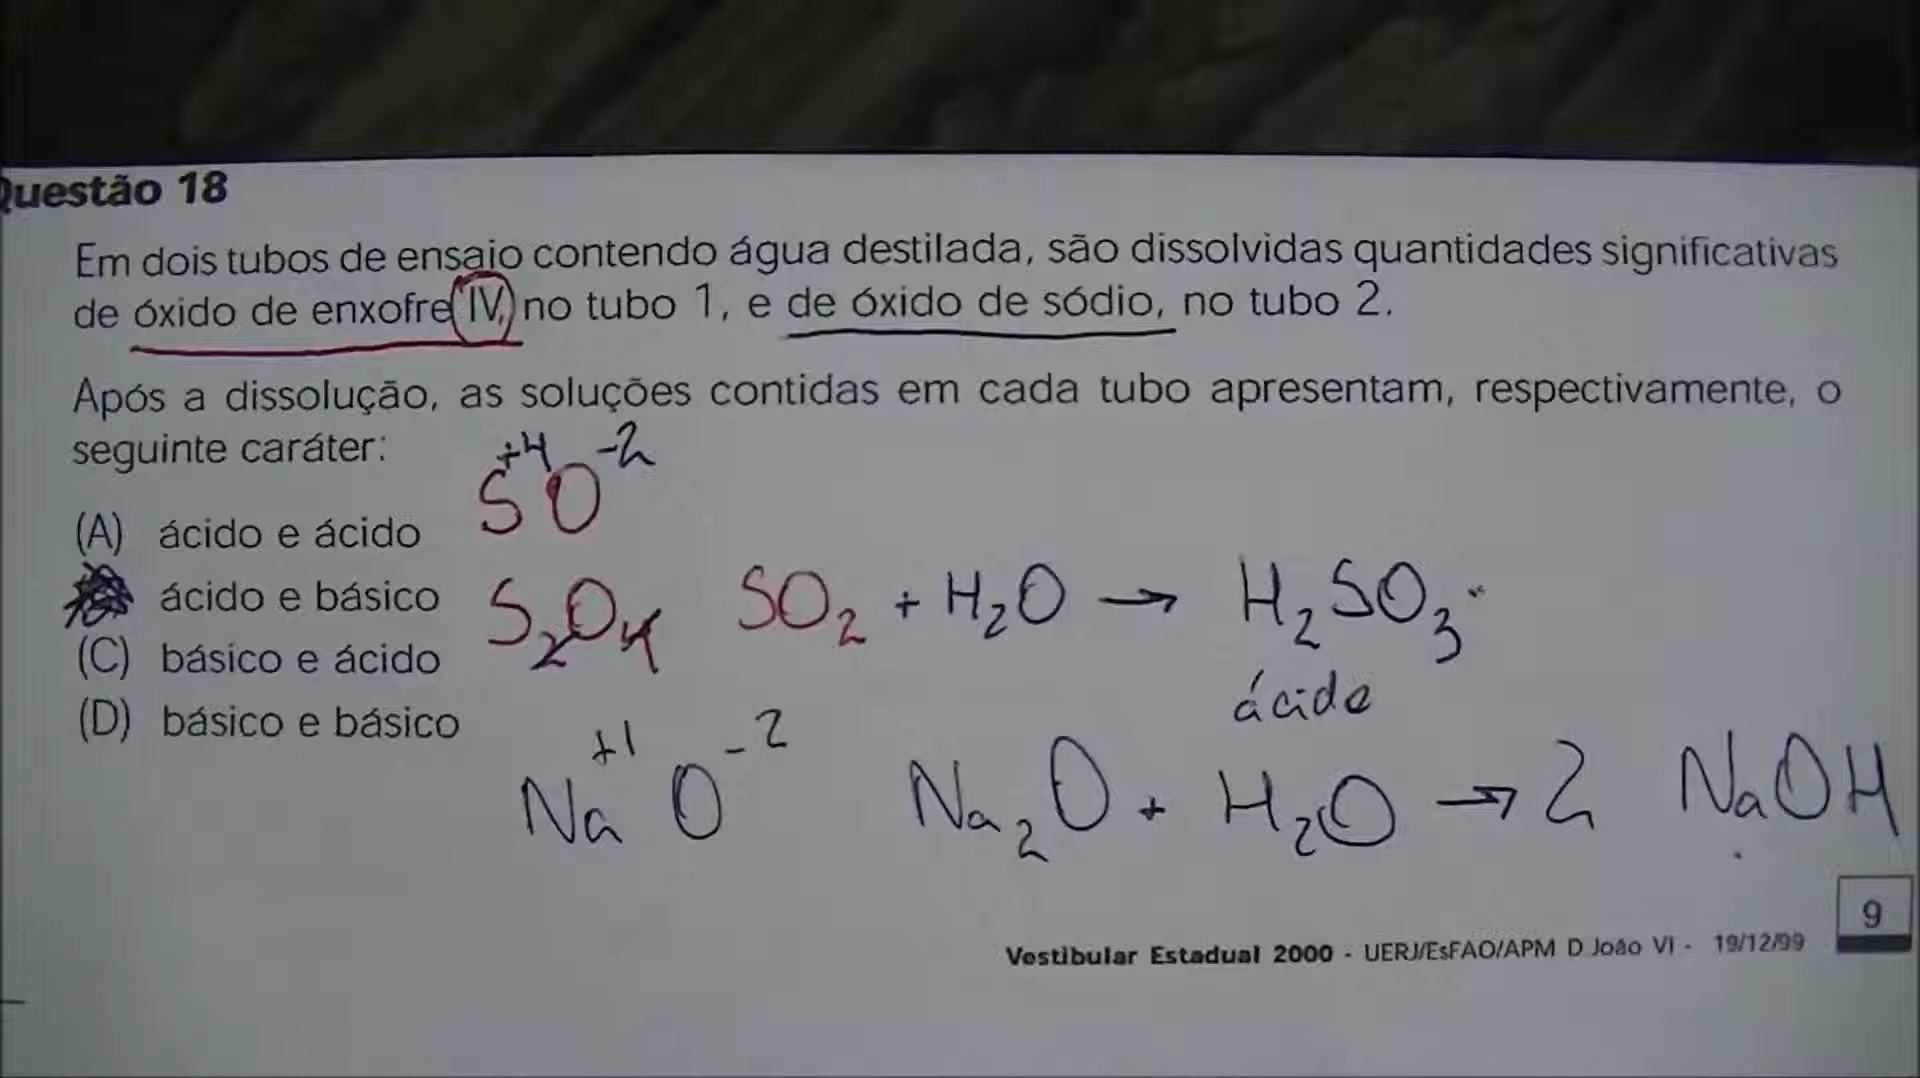 Questão 18
Em dois tubos de ensaio contendo água destilada, são dissolvidas quantidades significativas
de óxido de enxofre IV, no tubo 1, e de óxido de sódio, no tubo 2.
Após a dissolução, as soluções contidas em cada tubo apresentam, respectivamente, o
seguinte caráter:
S+4 O-2
(A) ácido e ácido
ácido e básico
S2O4 SO2 + H2O → H2SO3
(C) básico e ácido
ácido
(D) básico e básico
Na+1 O-2 Na2O + H2O → 2 NaOH
9
Vestibular Estadual 2000 - UERJ/EsFAO/APM D João VI - 19/12/99